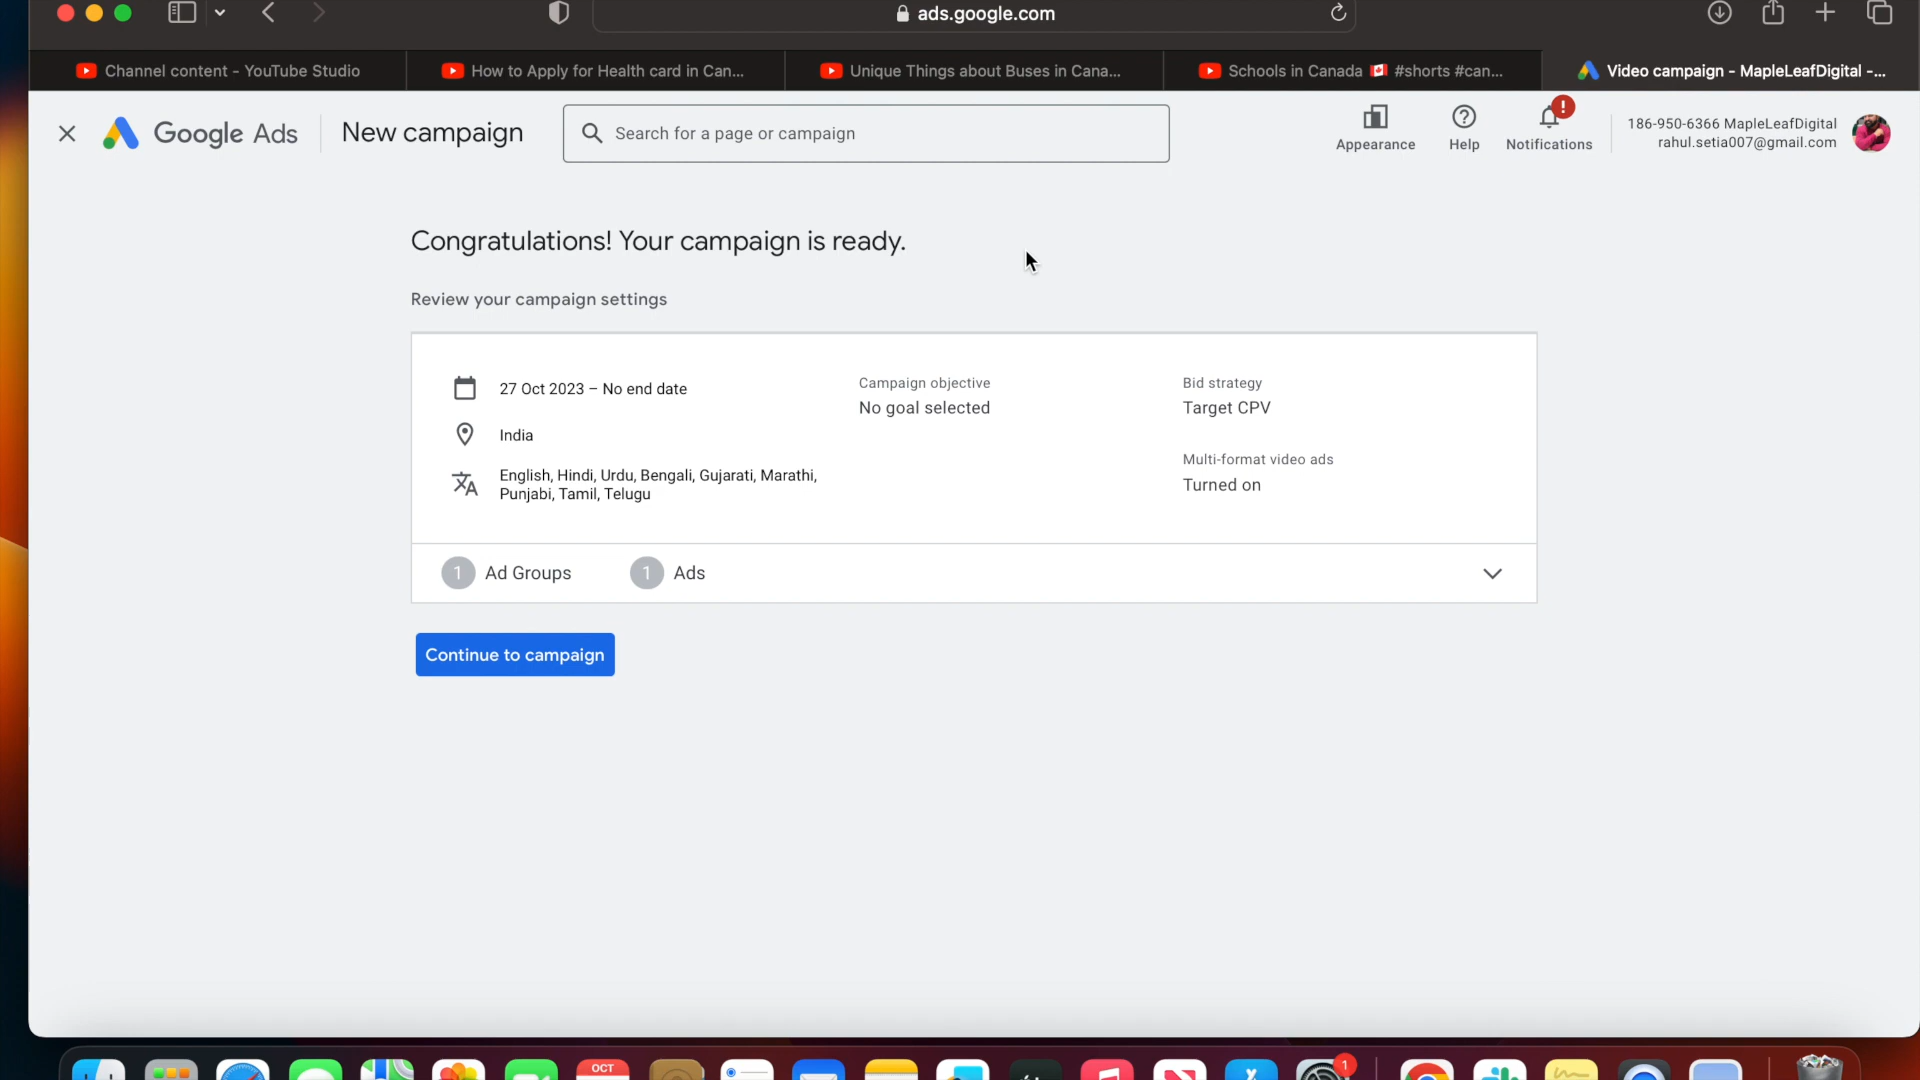 ads.google.com
Channel content - YouTube Studio
How to Apply for Health card in Can...
Unique Things about Buses in Cana...
Schools in Canada 🇨🇦 #shorts #can...
Video campaign - MapleLeafDigital -...
Google Ads
New campaign
Search for a page or campaign
Appearance
Help
!
Notifications
186-950-6366 MapleLeafDigital
rahul.setia007@gmail.com
Congratulations! Your campaign is ready.
Review your campaign settings
27 Oct 2023 – No end date
India
English, Hindi, Urdu, Bengali, Gujarati, Marathi,
Punjabi, Tamil, Telugu
Campaign objective
No goal selected
Bid strategy
Target CPV
Multi-format video ads
Turned on
1 Ad Groups
1 Ads
Continue to campaign
OCT
1